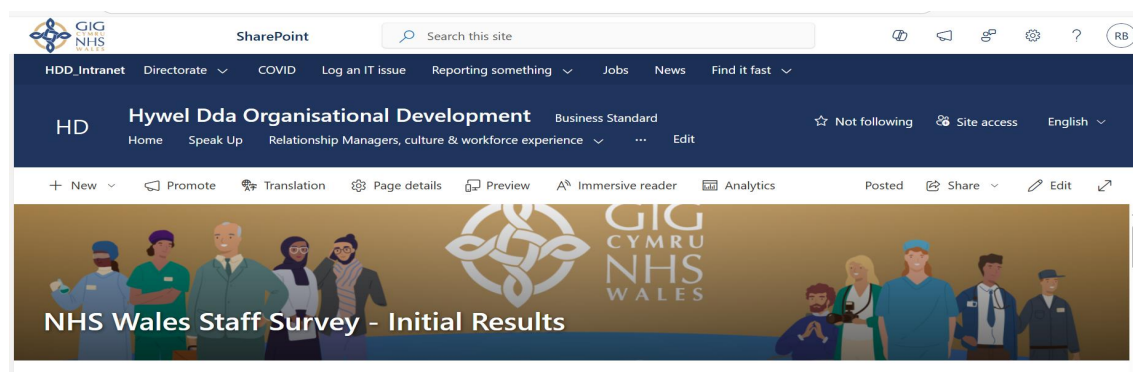 GIG
CYMRU
NHS
WALES
SharePoint
Search this site
?
RB
HDD_Intranet Directorate COVID Log an IT issue Reporting something Jobs News Find it fast
HD
Hywel Dda Organisational Development Business Standard
Not following Site access English
Home Speak Up Relationship Managers, culture & workforce experience ... Edit
+ New Promote Translation Page details Preview Immersive reader Analytics Posted Share Edit
GIG
CYMRU
NHS
WALES
NHS Wales Staff Survey - Initial Results